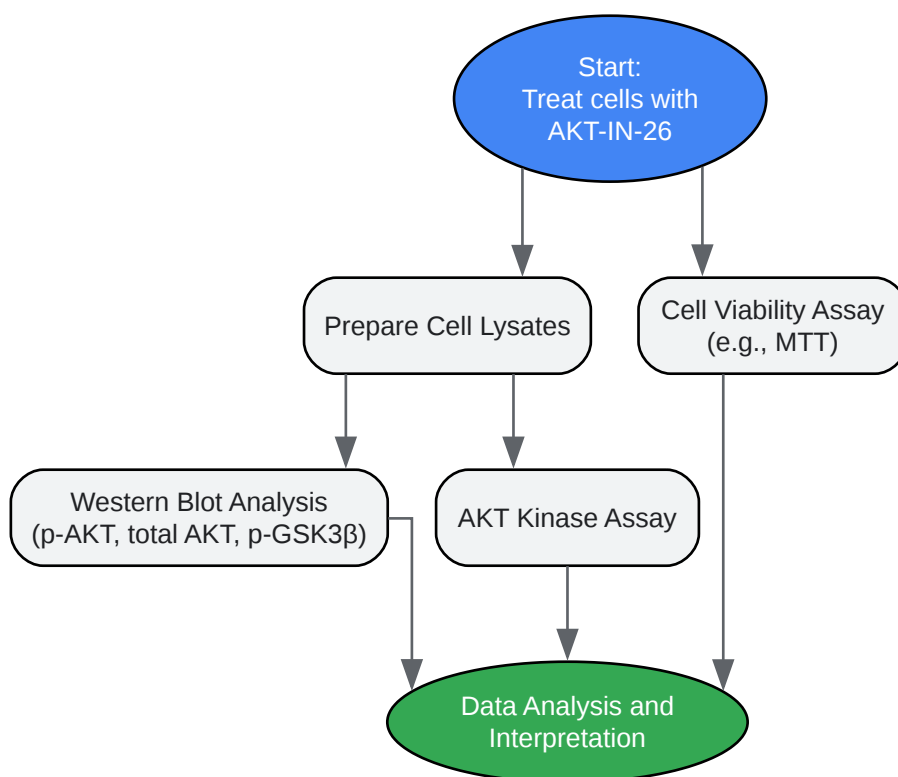 Start:
Treat cells with
AKT-IN-26
Prepare Cell Lysates
Cell Viability Assay
(e.g., MTT)
Western Blot Analysis
(p-AKT, total AKT, p-GSK3β)
AKT Kinase Assay
Data Analysis and
Interpretation